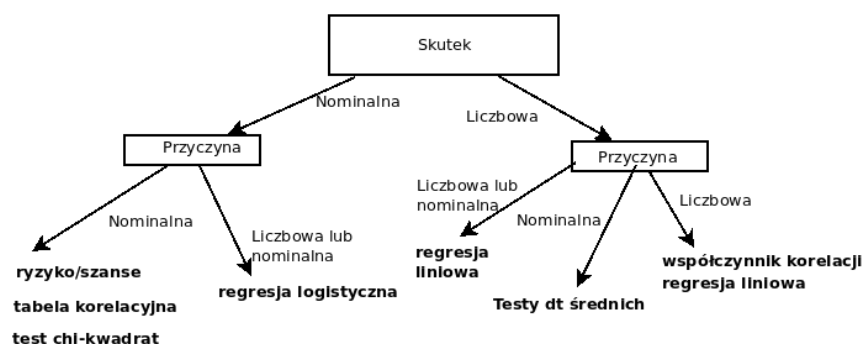 Skutek
Nominalna
Liczbowa
Przyczyna
Przyczyna
Nominalna
Liczbowa lub
nominalna
Liczbowa lub
nominalna
Nominalna
Liczbowa
ryzyko/szanse
tabela korelacyjna
test chi-kwadrat
regresja logistyczna
regresja
liniowa
Testy dt średnich
współczynnik korelacji
regresja liniowa